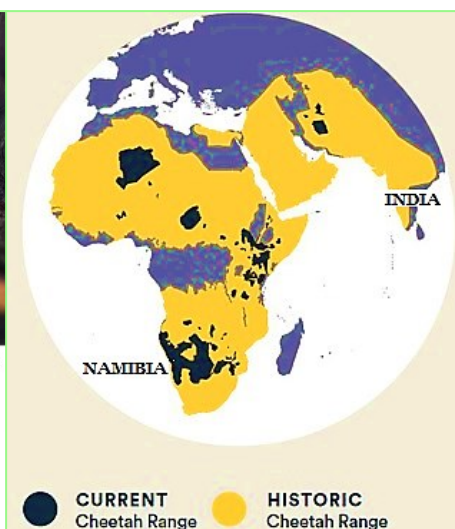 INDIA
NAMIBIA
CURRENT
Cheetah Range
HISTORIC
Cheetah Range